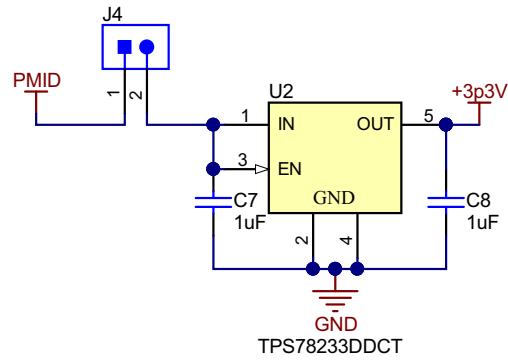 J4
PMID
1
2
U2
+3p3V
1
IN
OUT
5
3
EN
C7
1uF
GND
C8
1uF
2
4
GND
TPS78233DDCT